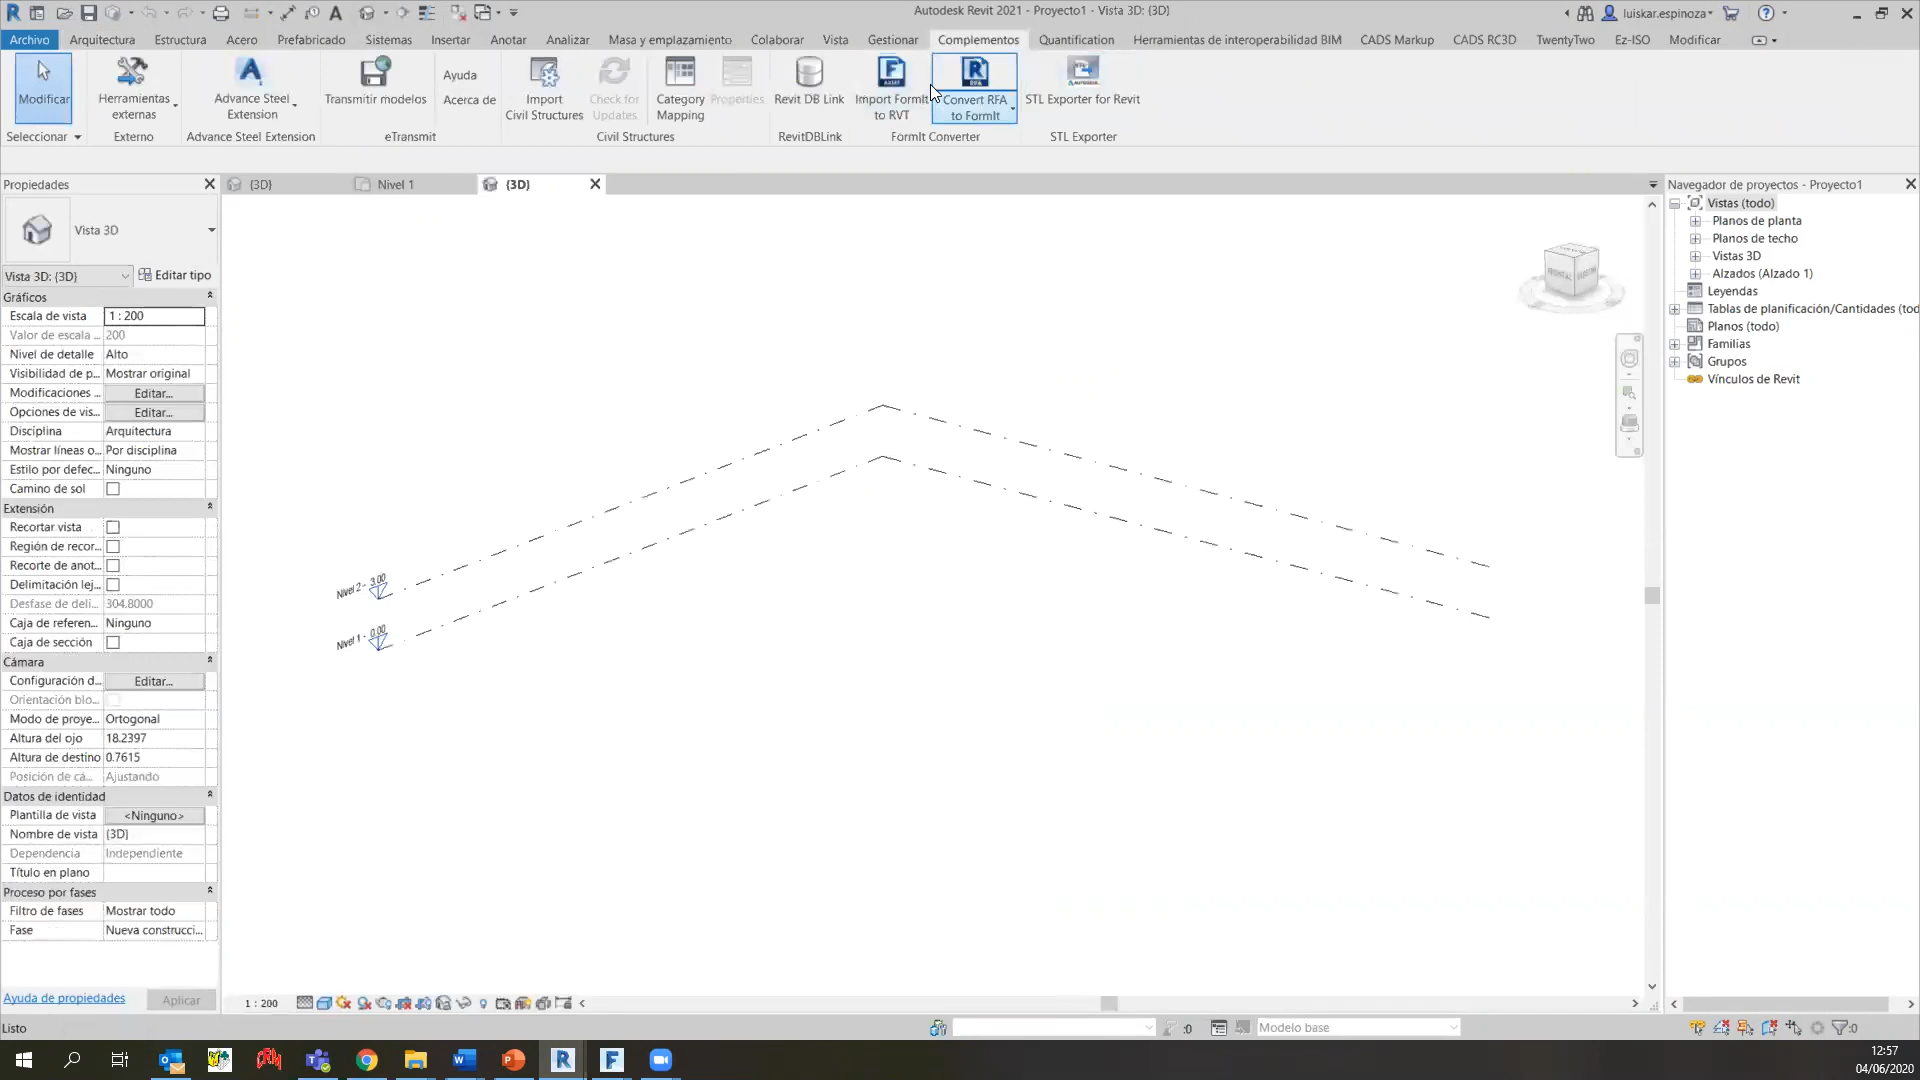 Autodesk Revit 2021 - Proyecto1 - Vista 3D: {3D}
luiskar.espinoza
Archivo Arquitectura Estructura Acero Prefabricado Sistemas Insertar Anotar Analizar Masa y emplazamiento Colaborar Vista Gestionar Complementos Quantification Herramientas de interoperabilidad BIM CADS Markup CADS RC3D TwentyTwo Ez-ISO Modificar
Modificar
Herramientas externas
Advance Steel Extension
Transmitir modelos
Ayuda
Acerca de
Import Civil Structures
Check for Updates
Category Mapping
Properties
Revit DB Link
Import FormIt to RVT
Convert RFA to FormIt
STL Exporter for Revit
Seleccionar Externo Advance Steel Extension eTransmit Civil Structures RevitDBLink FormIt Converter STL Exporter
Propiedades
{3D} Nivel 1 {3D}
Navegador de proyectos - Proyecto1
Vista 3D
Vista 3D: {3D} Editar tipo
Gráficos
Escala de vista 1 : 200
Valor de escala ... 200
Nivel de detalle Alto
Visibilidad de p... Mostrar original
Modificaciones ... Editar...
Opciones de vis... Editar...
Disciplina Arquitectura
Mostrar líneas o... Por disciplina
Estilo por defec... Ninguno
Camino de sol
Extensión
Recortar vista
Región de recor...
Recorte de anot...
Delimitación lej...
Desfase de deli... 304.8000
Caja de referen... Ninguno
Caja de sección
Cámara
Configuración d... Editar...
Orientación blo...
Modo de proye... Ortogonal
Altura del ojo 18.2397
Altura de destino 0.7615
Posición de cá... Ajustando
Datos de identidad
Plantilla de vista <Ninguno>
Nombre de vista {3D}
Dependencia Independiente
Título en plano
Proceso por fases
Filtro de fases Mostrar todo
Fase Nueva construcci...
Ayuda de propiedades Aplicar
Nivel 2 - 3.00
Nivel 1 - 0.00
FRONTAL
Vistas (todo)
Planos de planta
Planos de techo
Vistas 3D
Alzados (Alzado 1)
Leyendas
Tablas de planificación/Cantidades (tod
Planos (todo)
Familias
Grupos
Vínculos de Revit
1 : 200
Listo
:0
Modelo base
:0
12:57
04/06/2020